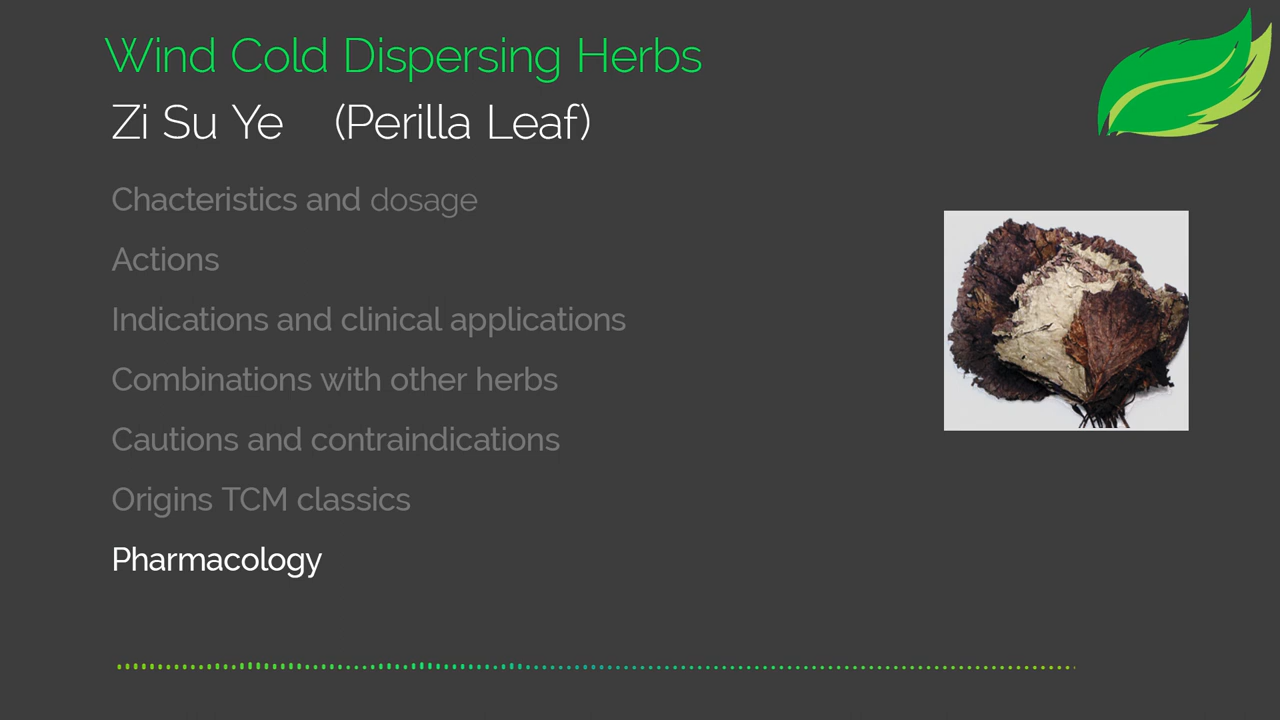 Wind Cold Dispersing Herbs
Zi Su Ye (Perilla Leaf)
Chacteristics and dosage
Actions
Indications and clinical applications
Combinations with other herbs
Cautions and contraindications
Origins TCM classics
Pharmacology